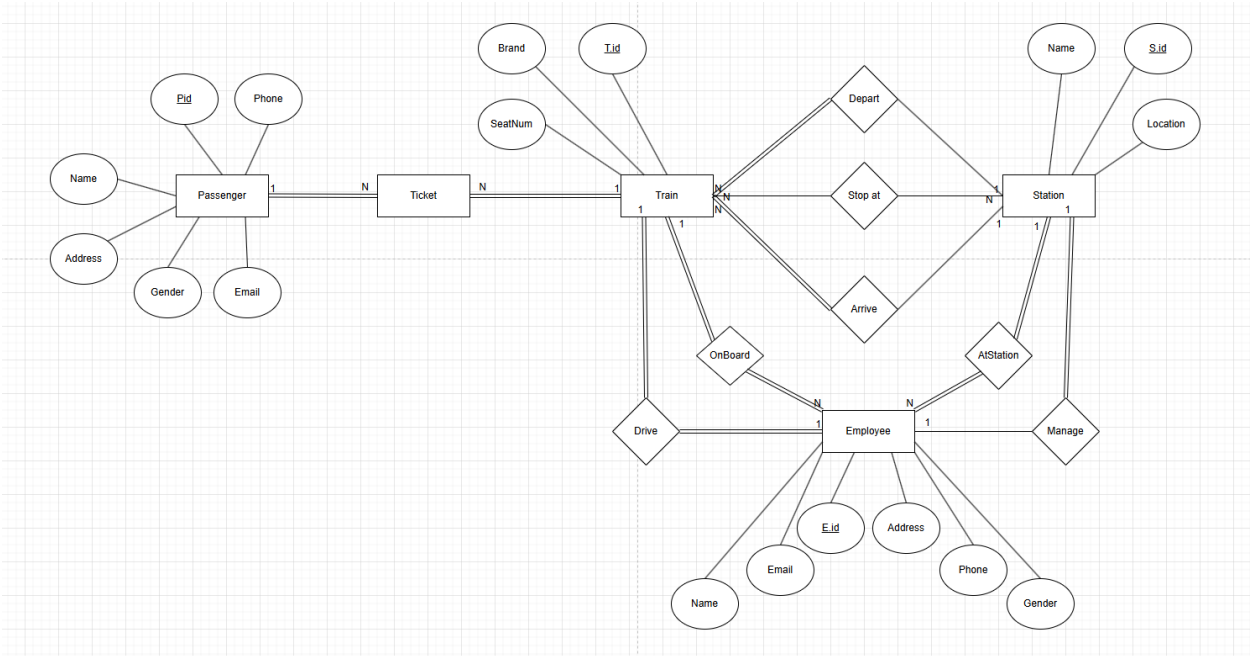 Brand
T.id
Name
S.id
Pid
Phone
Depart
SeatNum
Location
Name
Passenger
1
N
Ticket
N
1
Train
N
N
N
Stop at
1
N
Station
1
1
1
1
1
Address
Gender
Email
Arrive
OnBoard
AtStation
N
N
Drive
1
Employee
1
Manage
E.id
Address
Email
Phone
Name
Gender